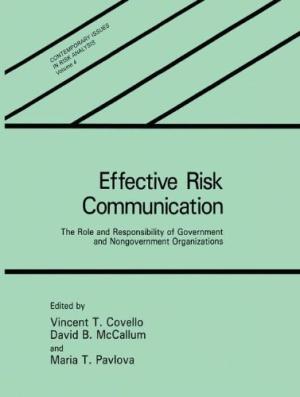 CONTEMPORARY ISSUES
IN RISK ANALYSIS
Volume 4
Effective Risk
Communication
The Role and Responsibility of Government
and Nongovernment Organizations
Edited by
Vincent T. Covello
David B. McCallum
and
Maria T. Pavlova